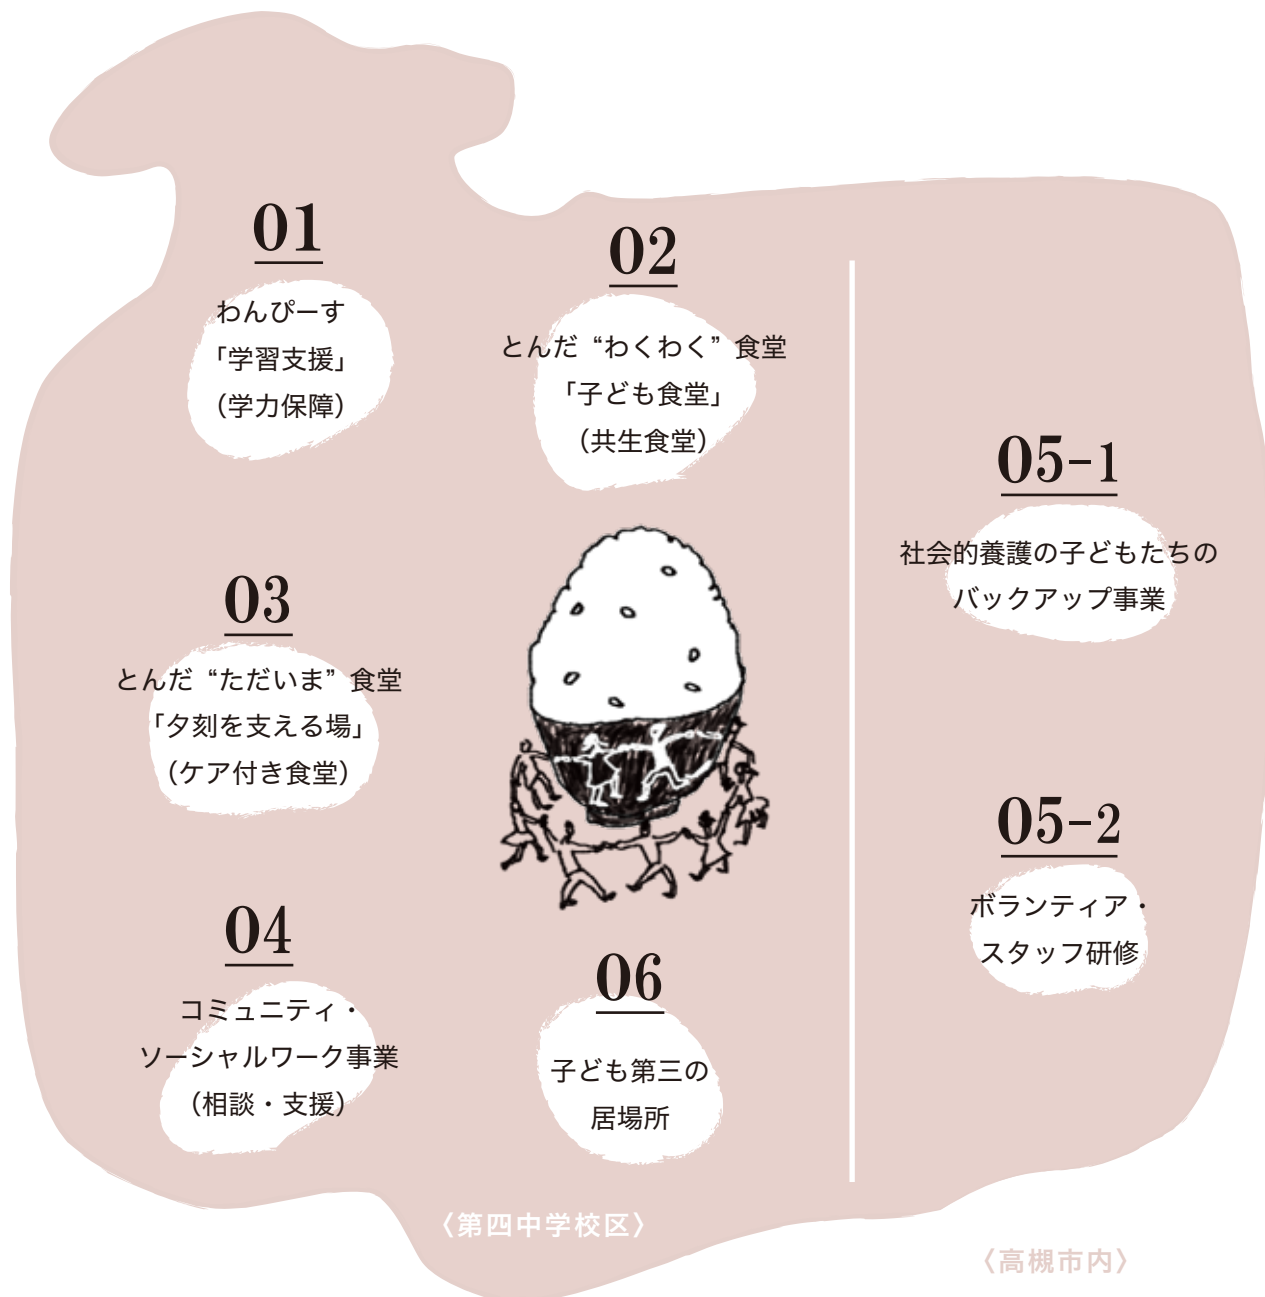 01
わんぴーす
「学習支援」
（学力保障）
02
とんだ“わくわく”食堂
「子ども食堂」
（共生食堂）
03
とんだ“ただいま”食堂
「夕刻を支える場」
（ケア付き食堂）
04
コミュニティ・
ソーシャルワーク事業
（相談・支援）
06
子ども第三の
居場所
〈第四中学校区〉
05-1
社会的養護の子どもたちの
バックアップ事業
05-2
ボランティア・
スタッフ研修
〈高槻市内〉